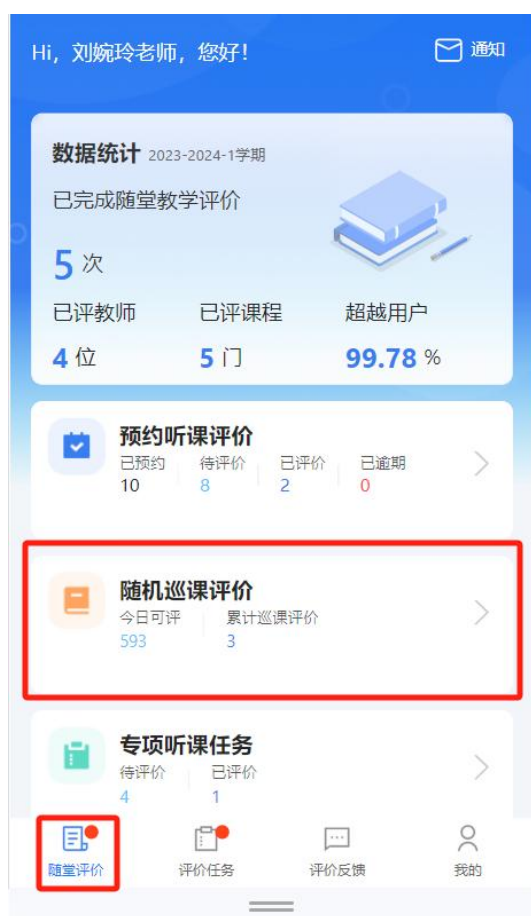 Hi，刘婉玲老师，您好！ 通知
数据统计 2023-2024-1学期
已完成随堂教学评价
5 次
已评教师 已评课程 超越用户
4 位 5 门 99.78 %
预约听课评价
已预约 待评价 已评价 已逾期
10 8 2 0
随机巡课评价
今日可评 累计巡课评价
593 3
专项听课任务
待评价 已评价
4 1
随堂评价 评价任务 评价反馈 我的